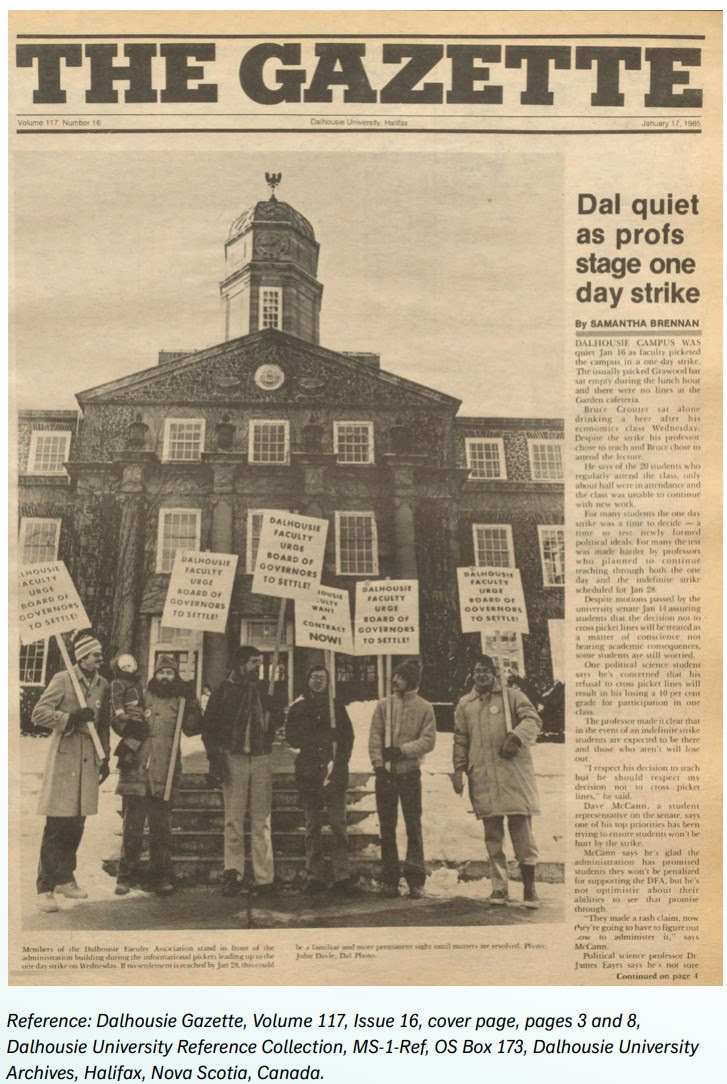 THE GAZETTE
Volume 117, Number 16
Dalhousie University, Halifax
January 17, 1985
Dal quiet
as profs
stage one
day strike
By SAMANTHA BRENNAN
DALHOUSIE CAMPUS WAS
quiet Jan 16 as faculty picketed
the campus in a one-day strike.
The usually packed Grawood bar
sat empty during the lunch hour
and there were no lines at the
Garden cafeteria.
Bruce Crouter sat alone
drinking a beer after his
economics class Wednesday.
Despite the strike his professor
chose to teach and Bruce chose to
attend the lecture.
He says of the 20 students who
regularly attend the class, only
about half were in attendance and
the class was unable to continue
with new work.
For many students the one day
strike was a time to decide — a
time to test newly formed
political ideals. For many the test
was made harder by professors
who planned to continue
teaching through both the one
day and the indefinite strike
scheduled for Jan 28.
Despite motions passed by the
university senate Jan 14 assuring
students that the decision not to
cross picket lines will be treated as
a matter of conscience not
bearing academic consequences,
some students are still worried.
One political science student
says he's concerned that his
refusal to cross picket lines will
result in his losing a 10 per cent
grade for participation in one
class.
The professor made it clear that
in the event of an indefinite strike
students are expected to be there
and those who aren't will lose
out.
"I respect his decision to teach
but he should respect my
decision not to cross picket
lines," he said.
Dave McCann, a student
representative on the senate, says
one of his top priorities has been
trying to ensure students won't be
hurt by the strike.
McCann says he's glad the
administration has promised
students they won't be penalized
for supporting the DFA, but he's
not optimistic about their
abilities to see that promise
through.
"They made a rash claim, now
they're going to have to figure out
how to administer it," says
McCann.
Political science professor Dr.
James Eayrs says he's not sure
Continued on page 4
DALHOUSIE
FACULTY
URGE
BOARD OF
GOVERNORS
TO SETTLE!
DALHOUSIE
FACULTY
URGE
BOARD OF
GOVERNORS
TO SETTLE!
DALHOUSIE
FACULTY
URGE
BOARD OF
GOVERNORS
TO SETTLE!
OUSIE
ULTY
WANT
A
CONTRACT
NOW!
DALHOUSIE
FACULTY
URGE
BOARD OF
GOVERNORS
TO SETTLE!
DALHOUSIE
FACULTY
URGE
BOARD OF
GOVERNORS
TO SETTLE!
Members of the Dalhousie Faculty Association stand in front of the
administration building during the informational pickets leading up to the
one day strike on Wednesday. If no settlement is reached by Jan 28, this could
be a familiar and more permanent sight until matters are resolved. Photo:
John Davie, Dal Photo.
Reference: Dalhousie Gazette, Volume 117, Issue 16, cover page, pages 3 and 8,
Dalhousie University Reference Collection, MS-1-Ref, OS Box 173, Dalhousie University
Archives, Halifax, Nova Scotia, Canada.